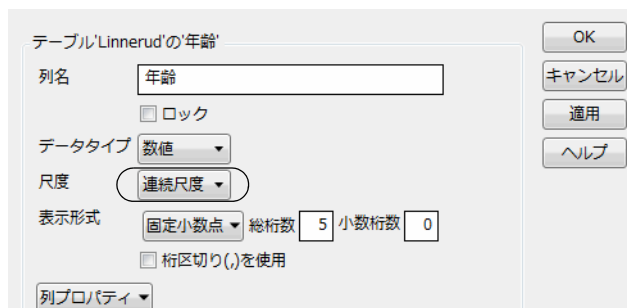 テーブル'Linnerud'の'年齢'
列名 年齢
ロック
データタイプ 数値
尺度 連続尺度
表示形式 固定小数点 総桁数 5 小数桁数 0
桁区切り(,)を使用
列プロパティ
OK
キャンセル
適用
ヘルプ